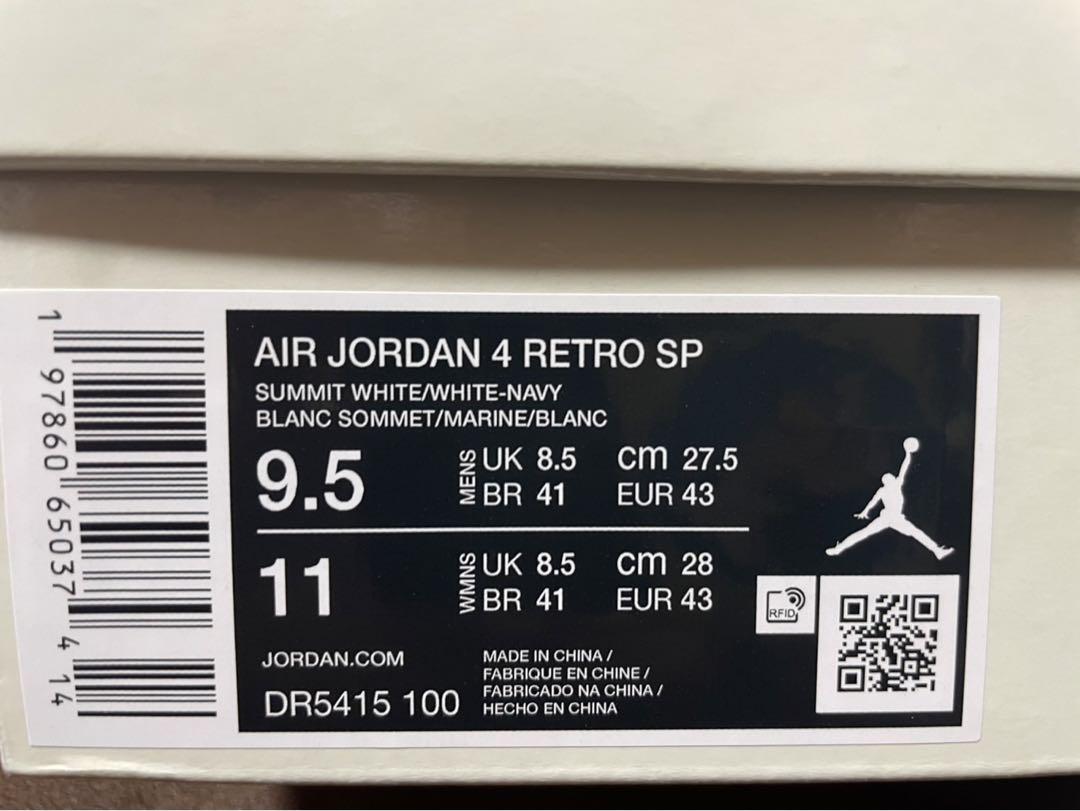 1 97860 65037 4 14
AIR JORDAN 4 RETRO SP
SUMMIT WHITE/WHITE-NAVY
BLANC SOMMET/MARINE/BLANC
9.5 MENS UK 8.5 cm 27.5
BR 41 EUR 43
11 WMNS UK 8.5 cm 28
BR 41 EUR 43
RFID
JORDAN.COM
DR5415 100
MADE IN CHINA /
FABRIQUE EN CHINE /
FABRICADO NA CHINA /
HECHO EN CHINA